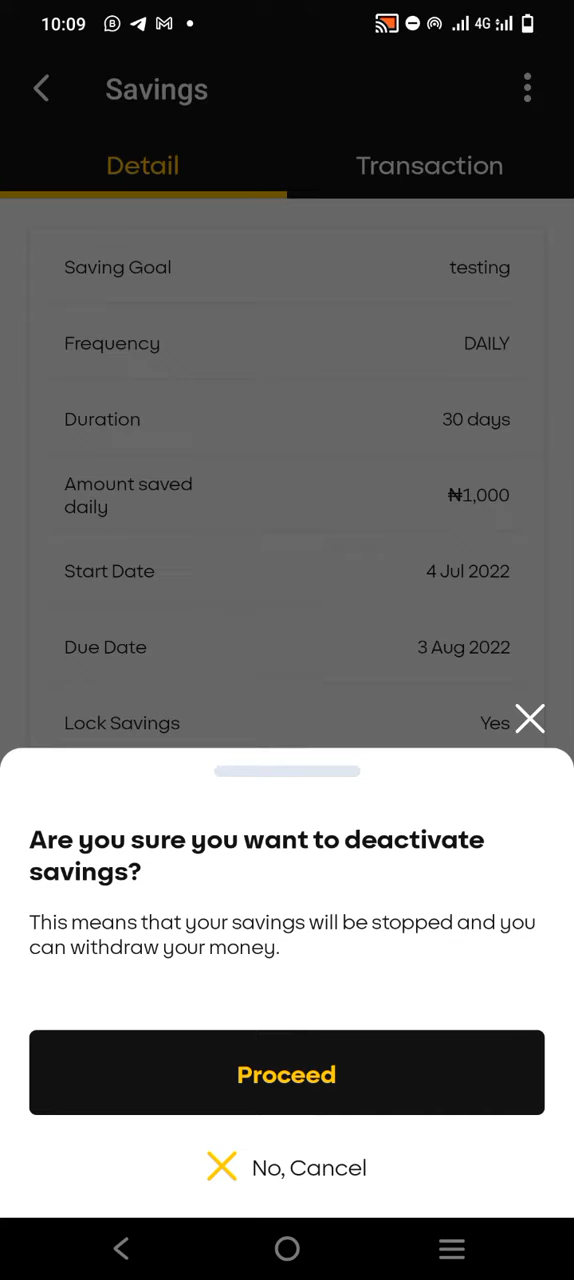 10:09
4G
Savings
Detail
Transaction
Saving Goal
testing
Frequency
DAILY
Duration
30 days
Amount saved
daily
₦1,000
Start Date
4 Jul 2022
Due Date
3 Aug 2022
Lock Savings
Yes
Are you sure you want to deactivate
savings?
This means that your savings will be stopped and you
can withdraw your money.
Proceed
No, Cancel